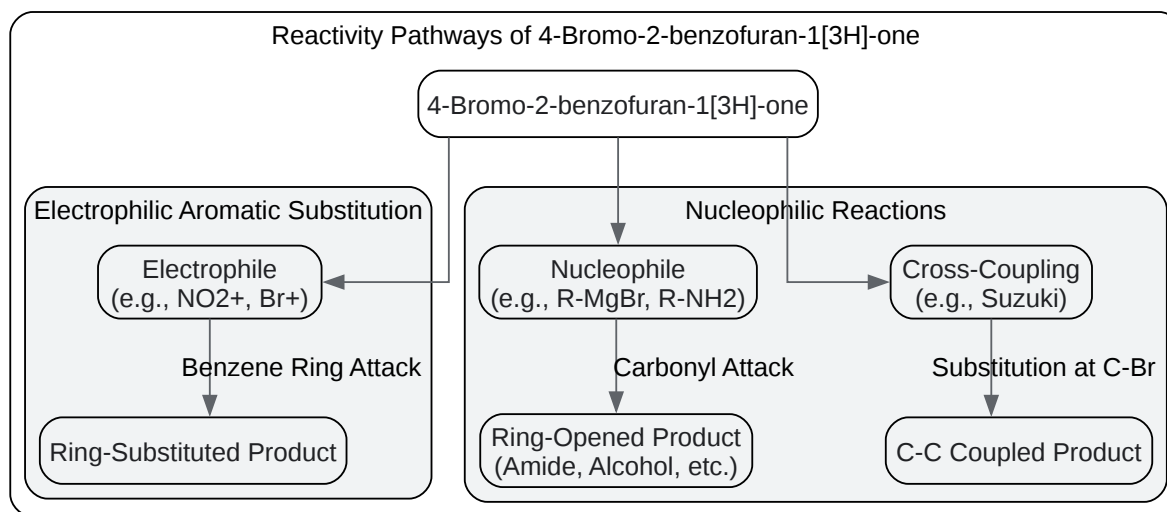 Reactivity Pathways of 4-Bromo-2-benzofuran-1[3H]-one
4-Bromo-2-benzofuran-1[3H]-one
Electrophilic Aromatic Substitution
Electrophile
(e.g., NO2+, Br+)
Benzene Ring Attack
Ring-Substituted Product
Nucleophilic Reactions
Nucleophile
(e.g., R-MgBr, R-NH2)
Carbonyl Attack
Ring-Opened Product
(Amide, Alcohol, etc.)
Cross-Coupling
(e.g., Suzuki)
Substitution at C-Br
C-C Coupled Product